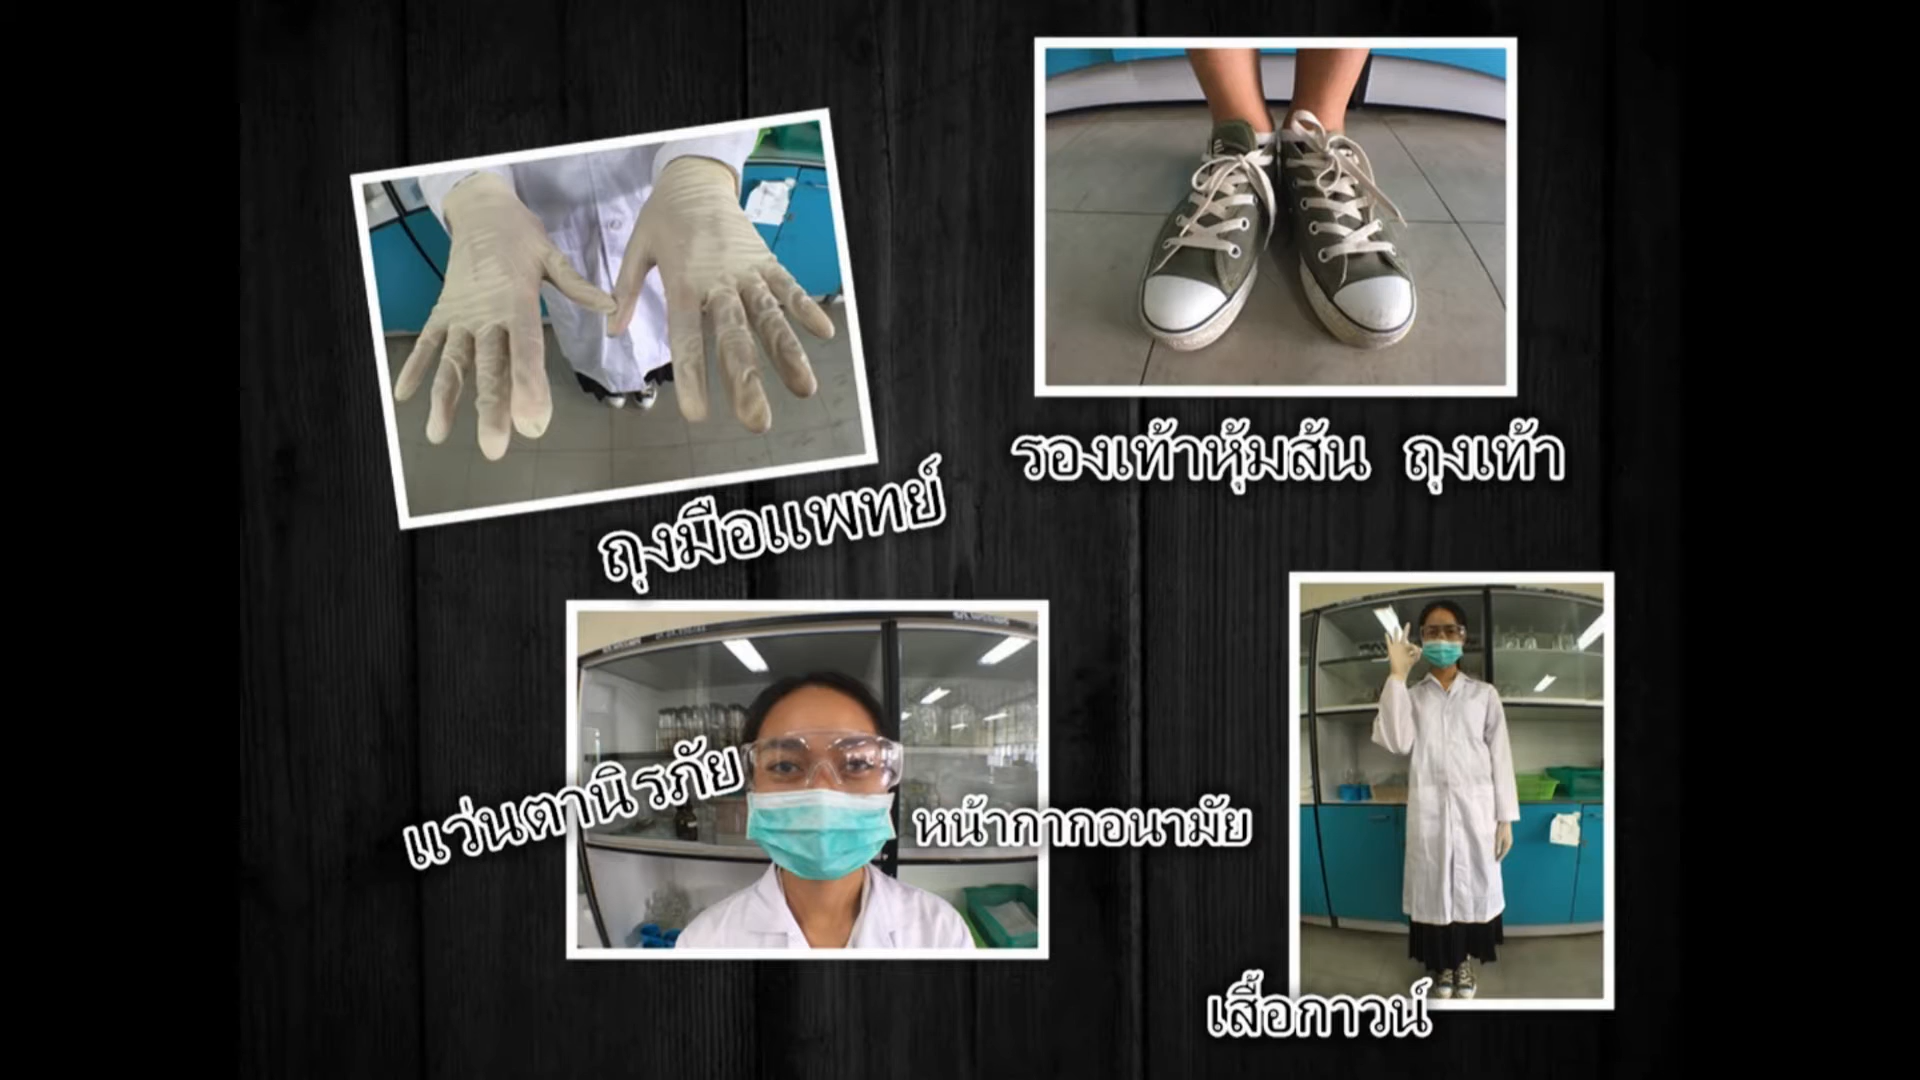 รองเท้าหุ้มส้น ถุงเท้า
ถุงมือแพทย์
แว่นตานิรภัย
หน้ากากอนามัย
เสื้อกาวน์